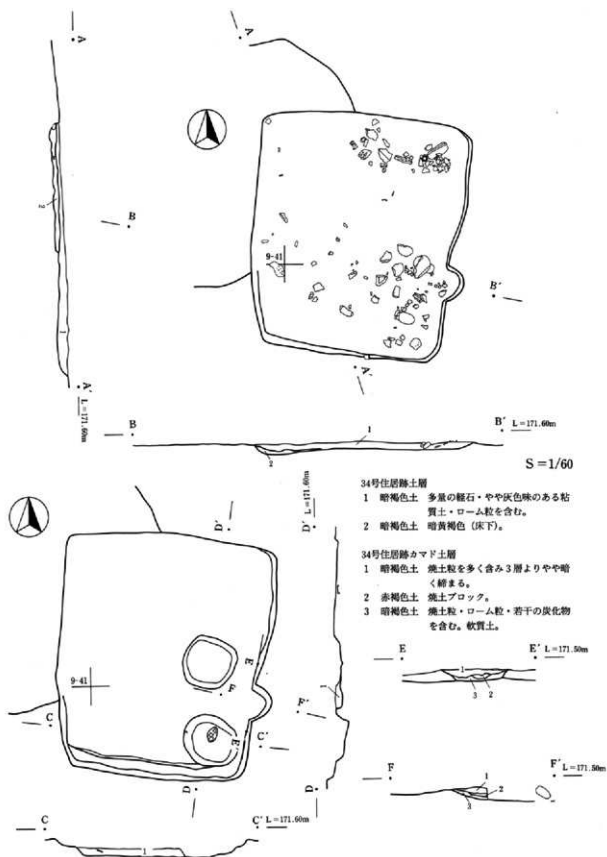 A
A
B
2
9-41
B′
A′
1
A′
L=171.60m
B
1
B′ L=171.60m
2
S=1/60
34号住居跡土層
1 暗褐色土 多量の軽石・やや灰色味のある粘
質土・ローム粒を含む。
2 暗褐色土 暗黄褐色(床下)。
34号住居跡カマド土層
1 暗褐色土 焼土粒を多く含み3層よりやや暗
く締まる。
2 赤褐色土 焼土ブロック。
3 暗褐色土 焼土粒・ローム粒・若干の炭化物
を含む。軟質土。
D′
L=171.60m
D′
E
9-41
F
F′
1
C
E′
C′
D
D
C
1
C′ L=171.60m
E
1
E′ L=171.50m
3
2
F
1
2
3
F′ L=171.50m